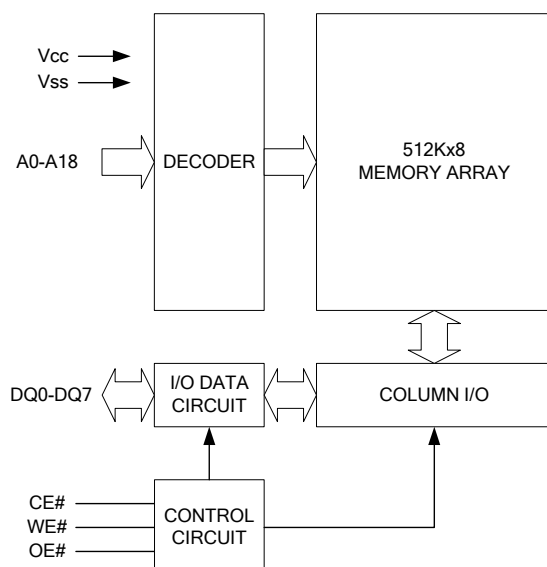 Vcc
Vss
A0-A18
DECODER
512Kx8
MEMORY ARRAY
DQ0-DQ7
I/O DATA
CIRCUIT
COLUMN I/O
CE#
WE#
OE#
CONTROL
CIRCUIT